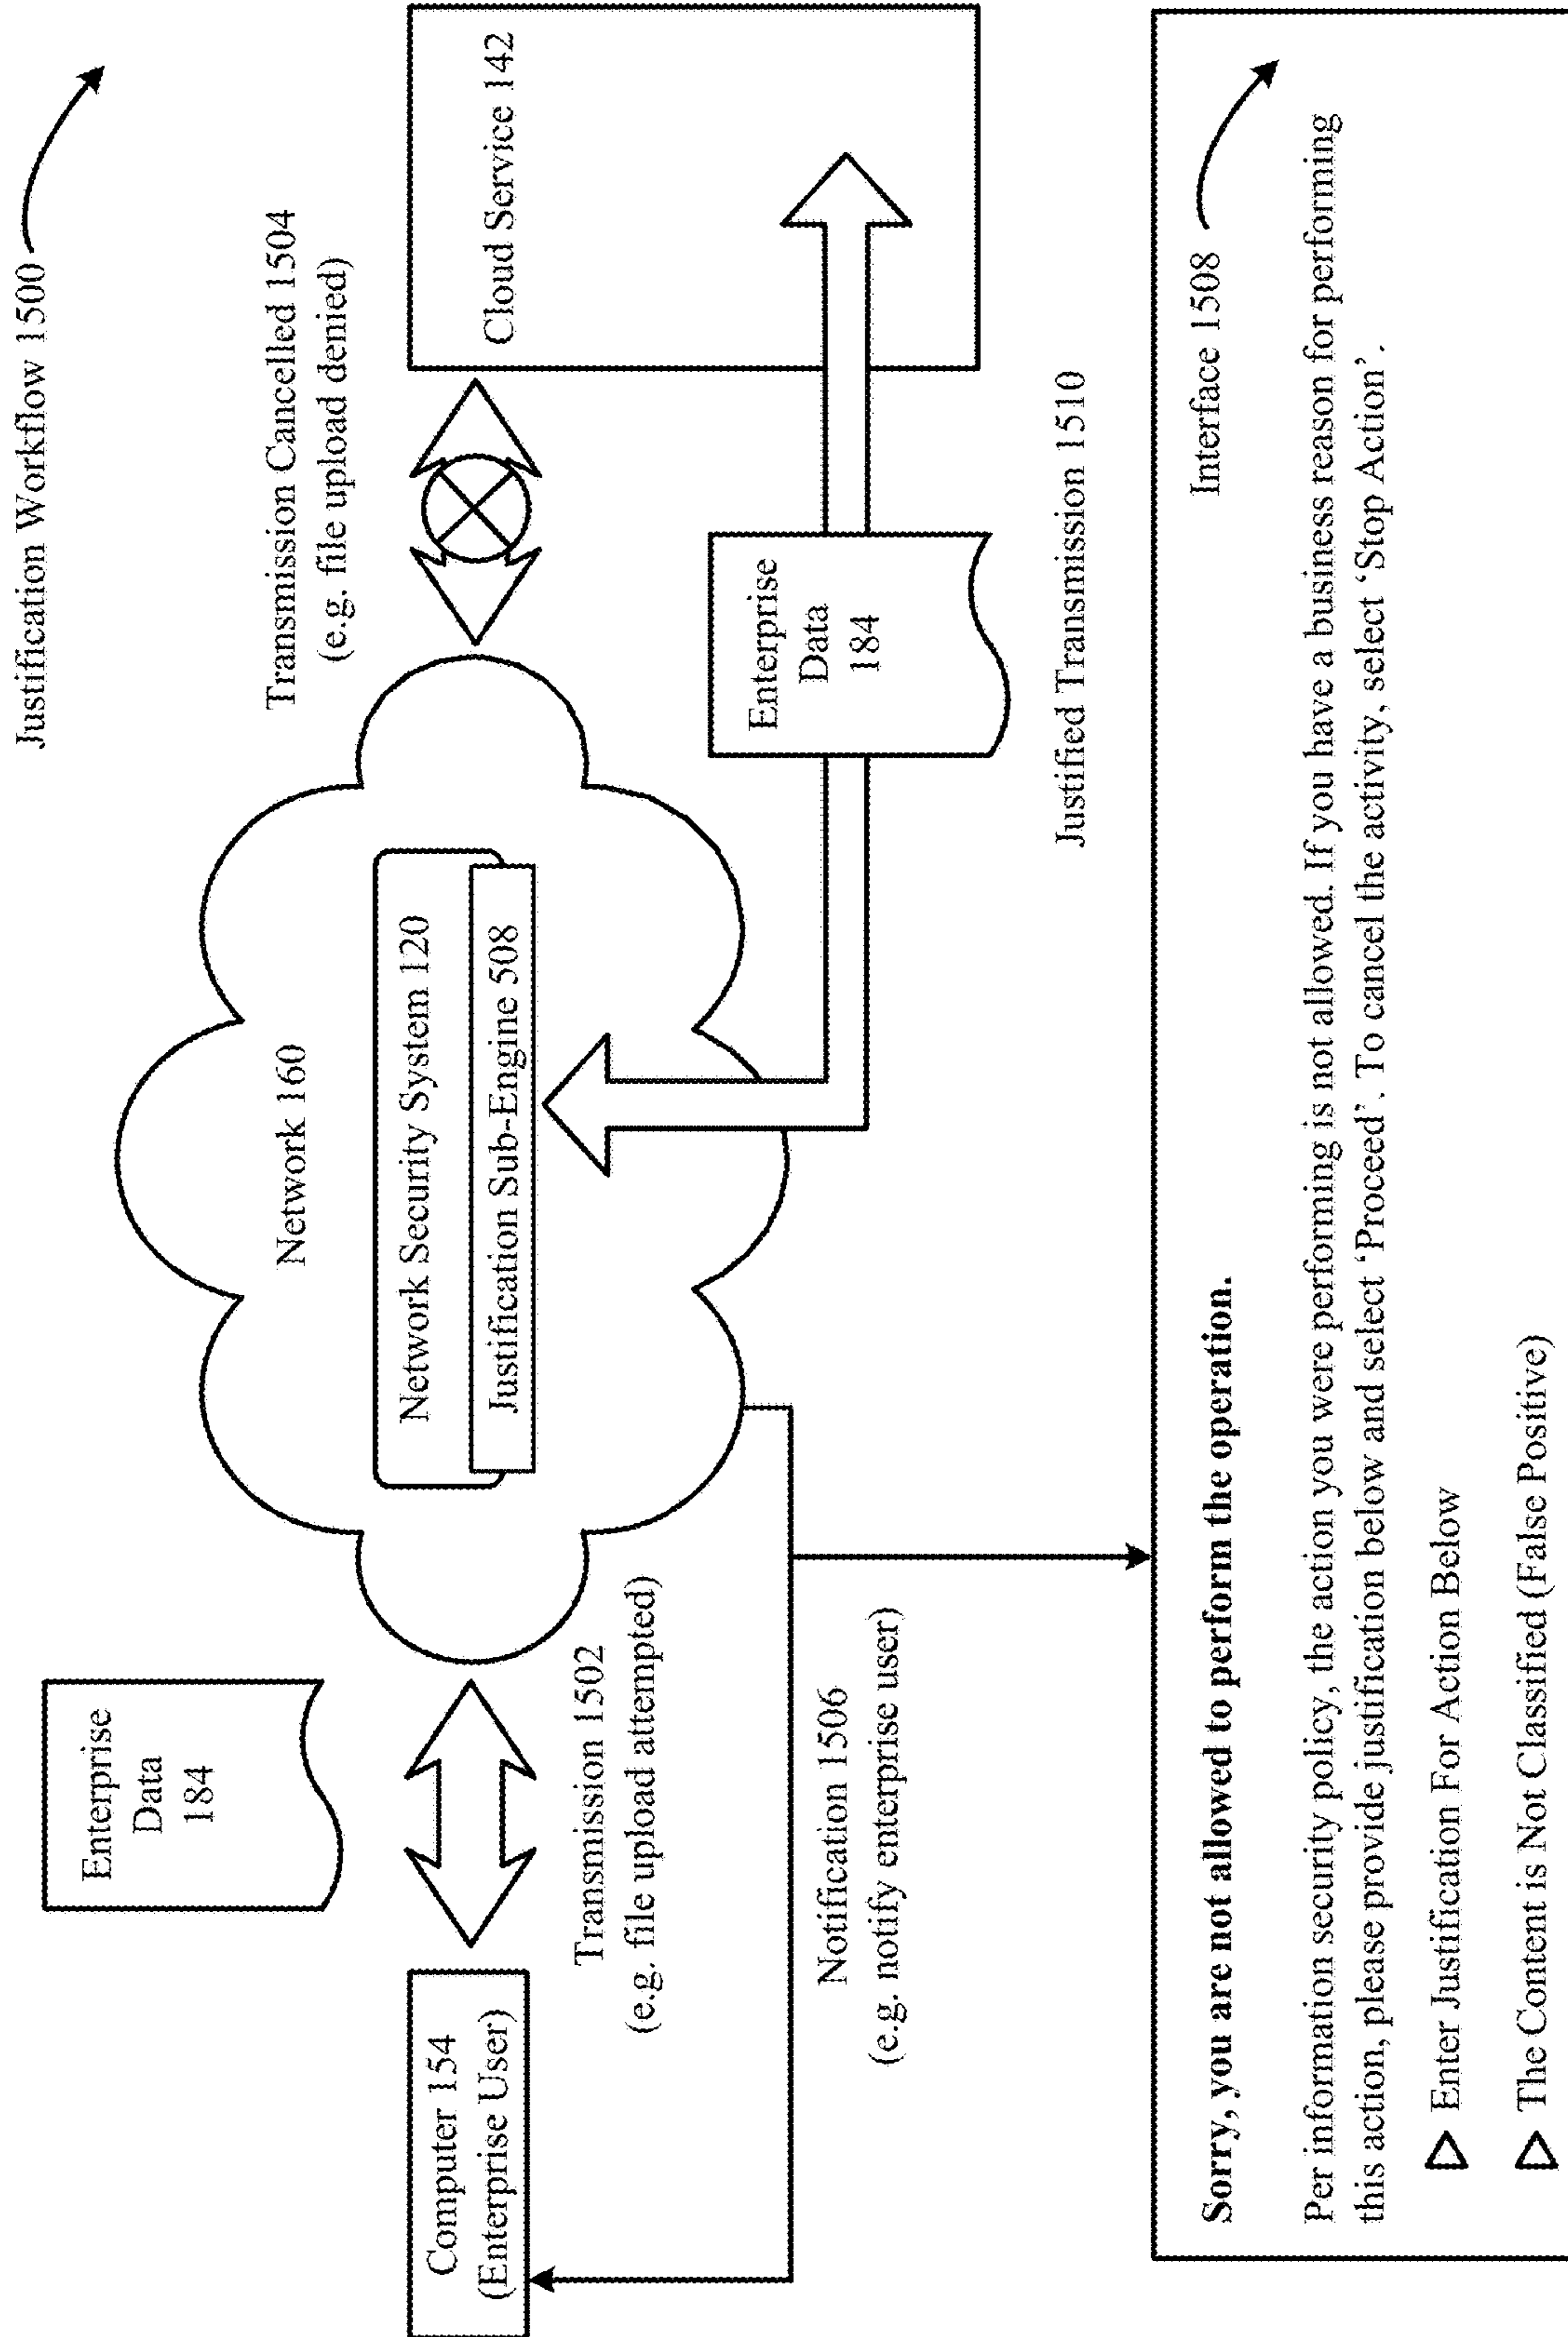 Justification Workflow 1500
Enterprise
Data
184
Transmission Cancelled 1504
(e.g. file upload denied)
Network 160
Computer 154
(Enterprise User)
Network Security System 120
Justification Sub-Engine 508
Cloud Service 142
Transmission 1502
(e.g. file upload attempted)
Enterprise
Data
184
Notification 1506
(e.g. notify enterprise user)
Justified Transmission 1510
Interface 1508
Sorry, you are not allowed to perform the operation.
Per information security policy, the action you were performing is not allowed. If you have a business reason for performing
this action, please provide justification below and select ‘Proceed’. To cancel the activity, select ‘Stop Action’.
Enter Justification For Action Below
The Content is Not Classified (False Positive)